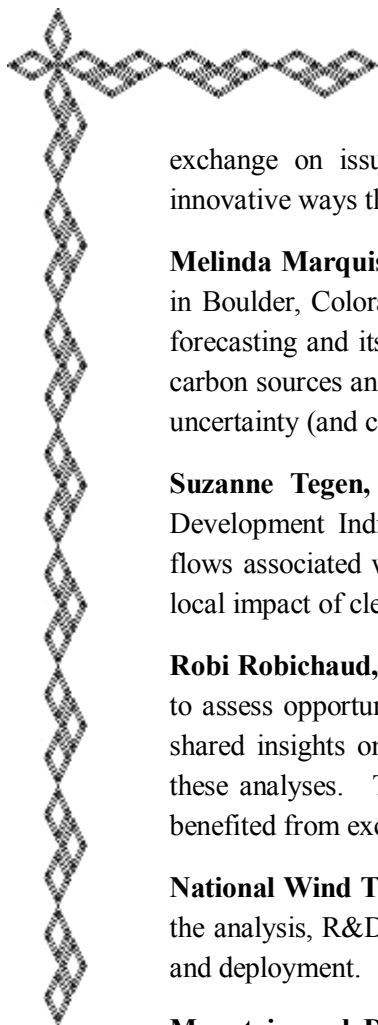 exchange on issu
innovative ways th
Melinda Marquis
in Boulder, Colora
forecasting and its
carbon sources an
uncertainty (and c
Suzanne Tegen,
Development Indi
flows associated w
local impact of cle
Robi Robichaud,
to assess opportu
shared insights o
these analyses. T
benefited from exc
National Wind T
the analysis, R&D
and deployment.